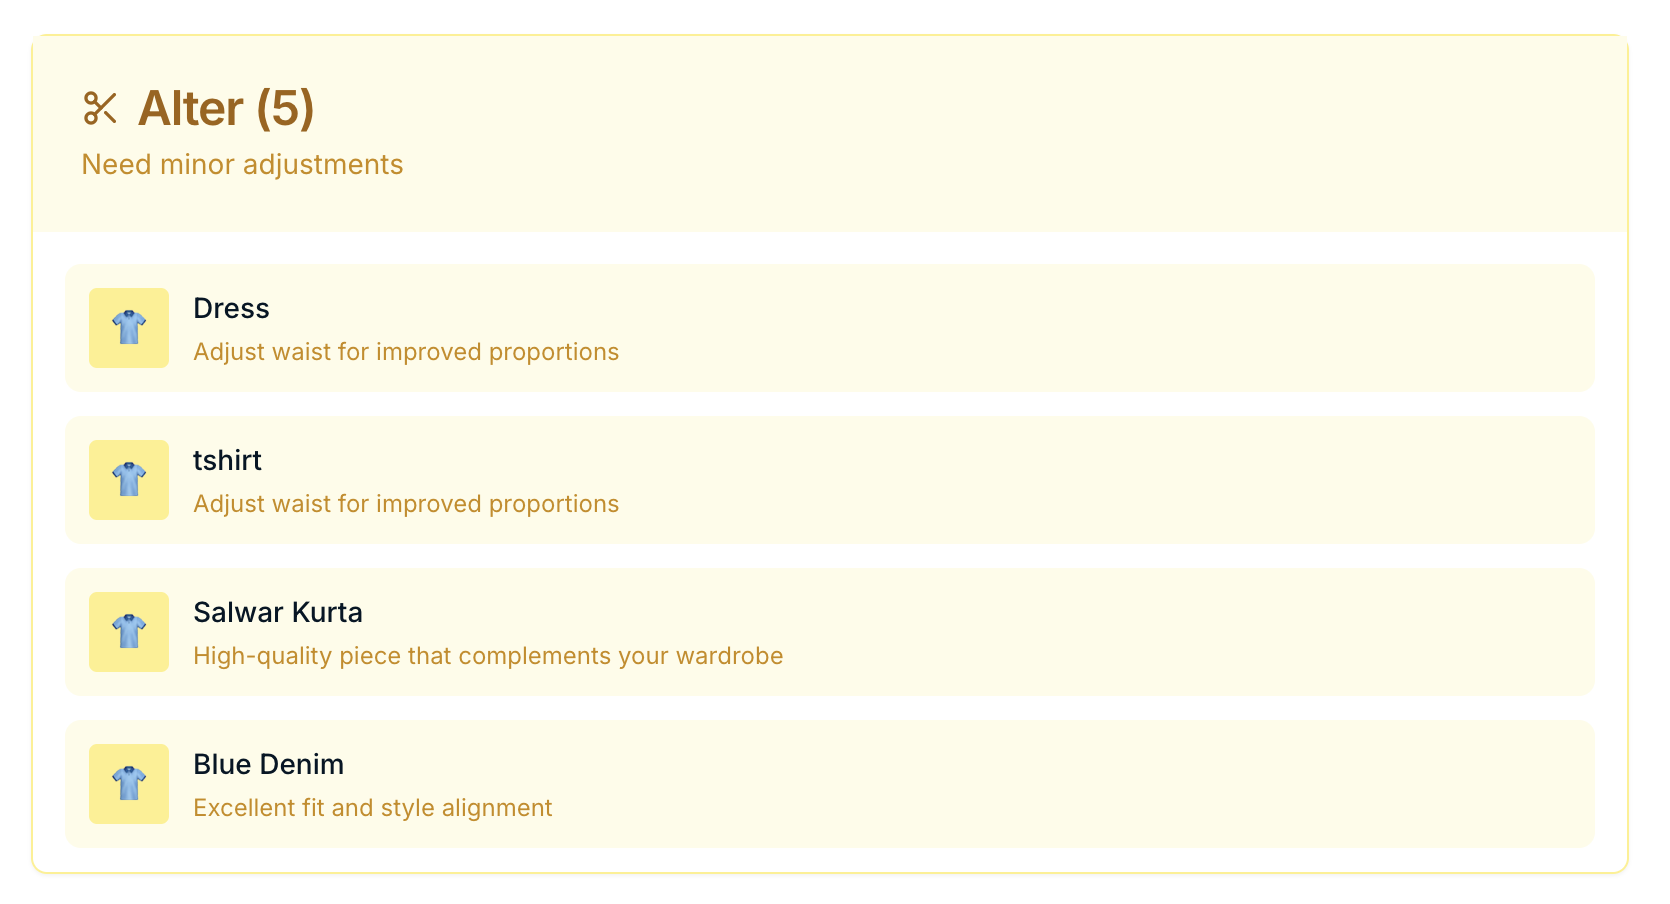 Alter (5)
Need minor adjustments
Dress
Adjust waist for improved proportions
tshirt
Adjust waist for improved proportions
Salwar Kurta
High-quality piece that complements your wardrobe
Blue Denim
Excellent fit and style alignment